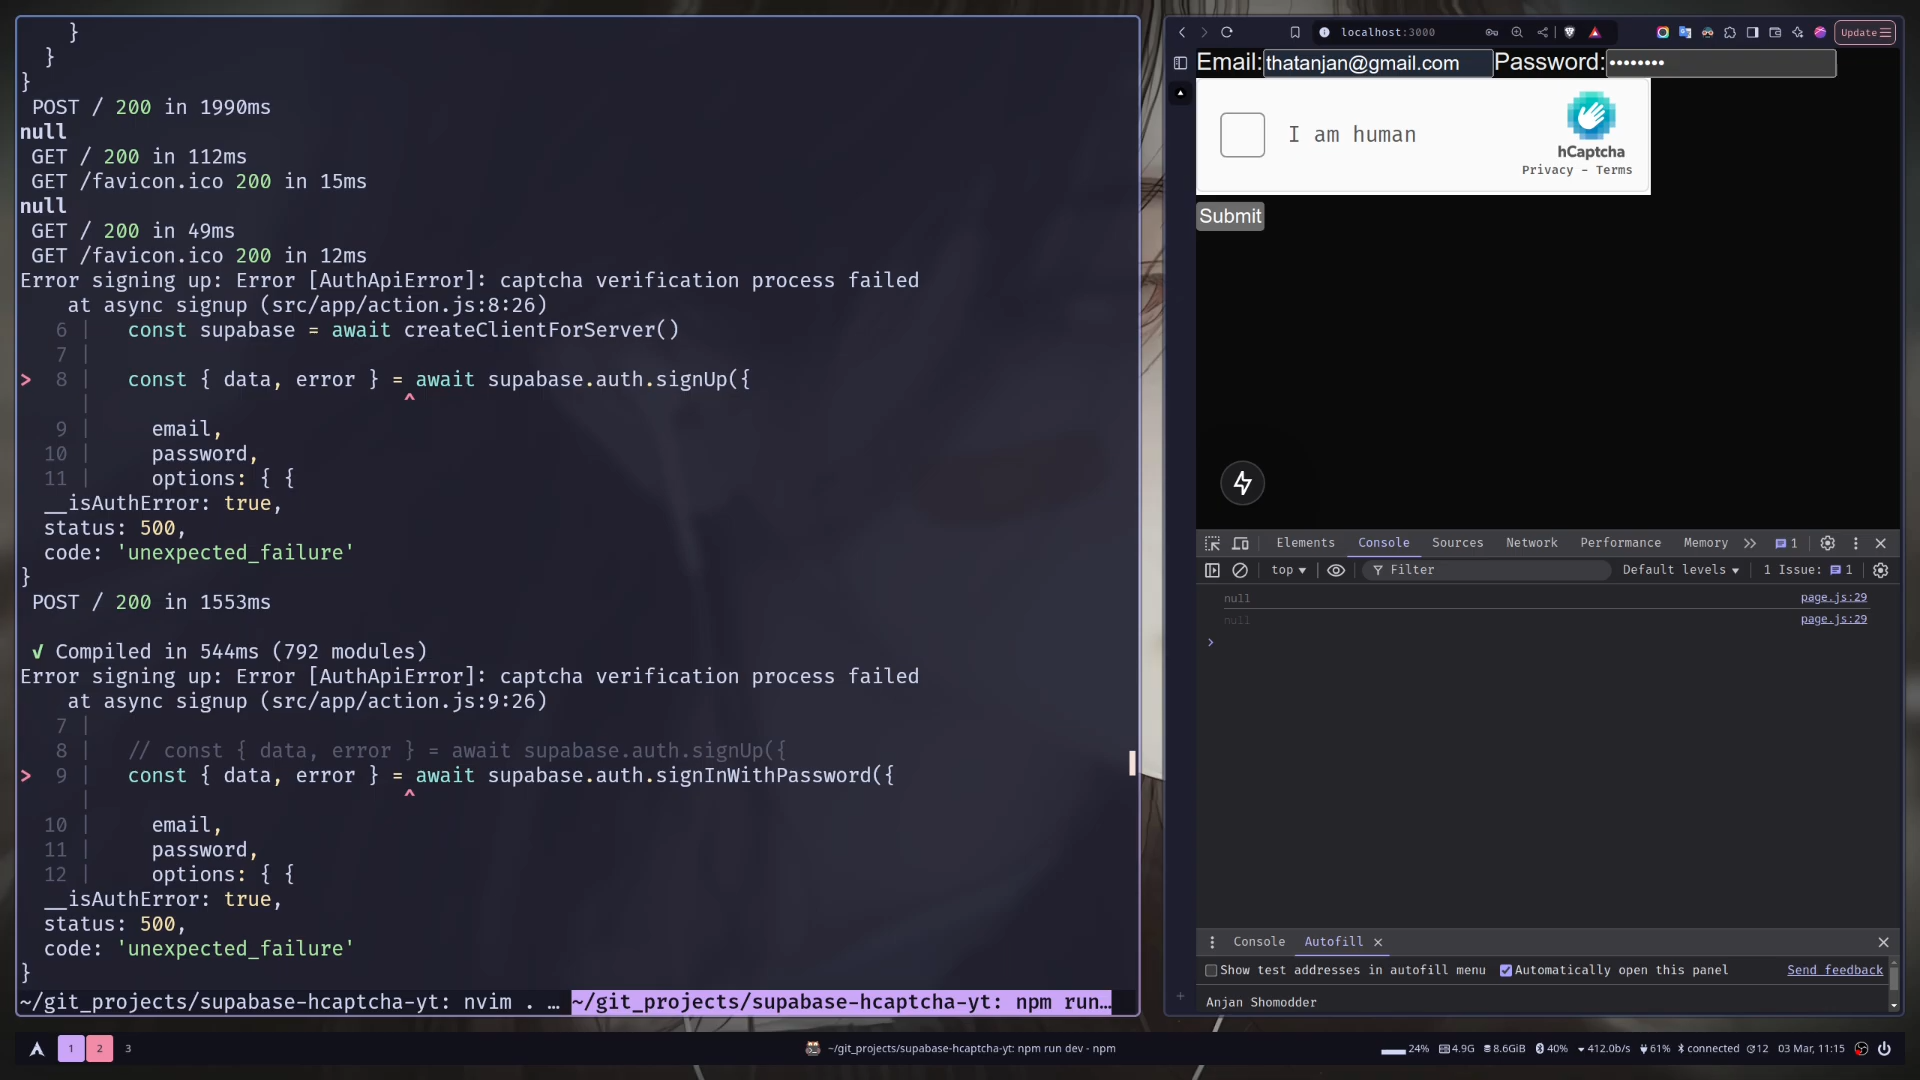 }
}
}
POST / 200 in 1990ms
null
GET / 200 in 112ms
GET /favicon.ico 200 in 15ms
null
GET / 200 in 49ms
GET /favicon.ico 200 in 12ms
Error signing up: Error [AuthApiError]: captcha verification process failed
at async signup (src/app/action.js:8:26)
6 | const supabase = await createClientForServer()
7 |
> 8 | const { data, error } = await supabase.auth.signUp({
| ^
9 | email,
10 | password,
11 | options: { {
__isAuthError: true,
status: 500,
code: 'unexpected_failure'
}
POST / 200 in 1553ms
√ Compiled in 544ms (792 modules)
Error signing up: Error [AuthApiError]: captcha verification process failed
at async signup (src/app/action.js:9:26)
7 |
8 | // const { data, error } = await supabase.auth.signUp({
> 9 | const { data, error } = await supabase.auth.signInWithPassword({
| ^
10 | email,
11 | password,
12 | options: { {
__isAuthError: true,
status: 500,
code: 'unexpected_failure'
}
~/git_projects/supabase-hcaptcha-yt: nvim . … ~/git_projects/supabase-hcaptcha-yt: npm run…
localhost:3000
Update
Email: thatanjan@gmail.com Password: ••••••••
I am human
hCaptcha
Privacy - Terms
Submit
Elements Console Sources Network Performance Memory 1
top Filter Default levels 1 Issue: 1
null page.js:29
null page.js:29
>
Console Autofill
Show test addresses in autofill menu Automatically open this panel Send feedback
Anjan Shomodder
1 2 3 ~/git_projects/supabase-hcaptcha-yt: npm run dev - npm 24% 4.9G 8.6GiB 40% 412.0b/s 61% connected 12 03 Mar, 11:15